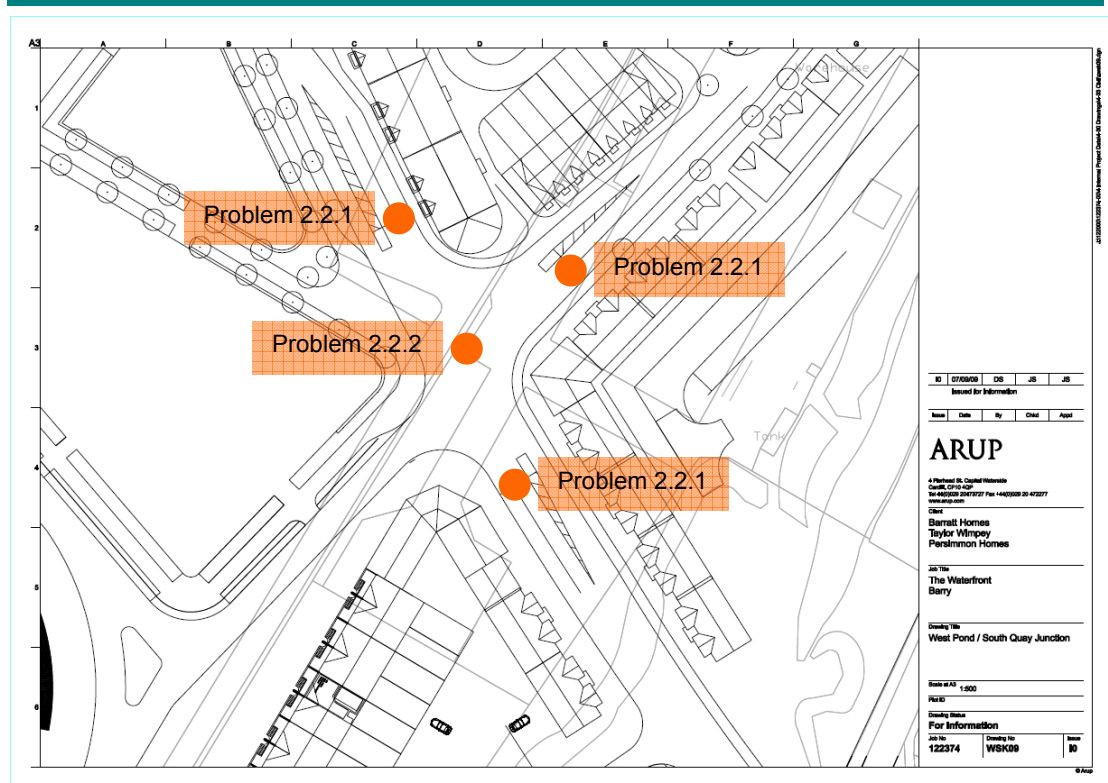 A3 A B C D E F G
1
Warehouse
2
Problem 2.2.1
Problem 2.2.1
3
Problem 2.2.2
Tank
4
Problem 2.2.1
5
6
I0 07/09/09 DS JS JS
Issued for Information
Issue Date By Chkd Appd
ARUP
4 Pierhead St. Capital Waterside
Cardiff, CF10 4QP
www.arup.com
Client
Barratt Homes
Taylor Wimpey
Persimmon Homes
Job Title
The Waterfront
Barry
Drawing Title
West Pond / South Quay Junction
Scale at A3 1:500
Plot ID
Drawing Status
For Information
Job No Drawing No Issue
122374 WSK09 I0
© Arup